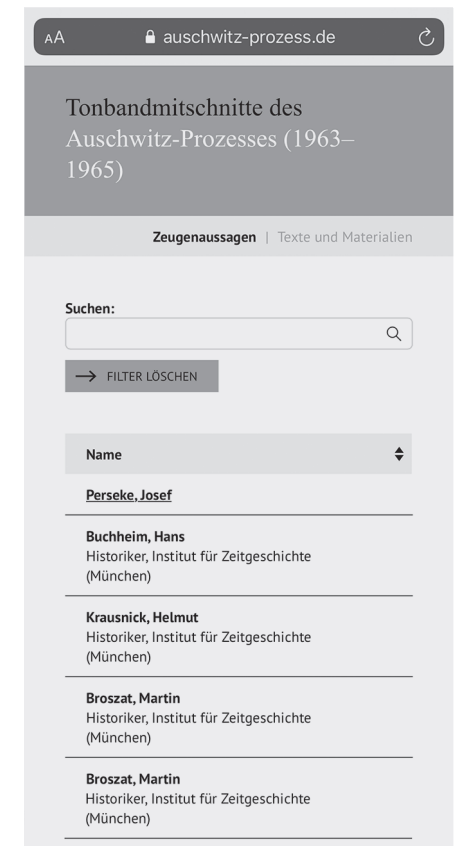 AA auschwitz-prozess.de
Tonbandmitschnitte des
Auschwitz-Prozesses (1963–
1965)
Zeugenaussagen | Texte und Materialien
Suchen:
FILTER LÖSCHEN
Name
Perseke, Josef
Buchheim, Hans
Historiker, Institut für Zeitgeschichte
(München)
Krausnick, Helmut
Historiker, Institut für Zeitgeschichte
(München)
Broszat, Martin
Historiker, Institut für Zeitgeschichte
(München)
Broszat, Martin
Historiker, Institut für Zeitgeschichte
(München)